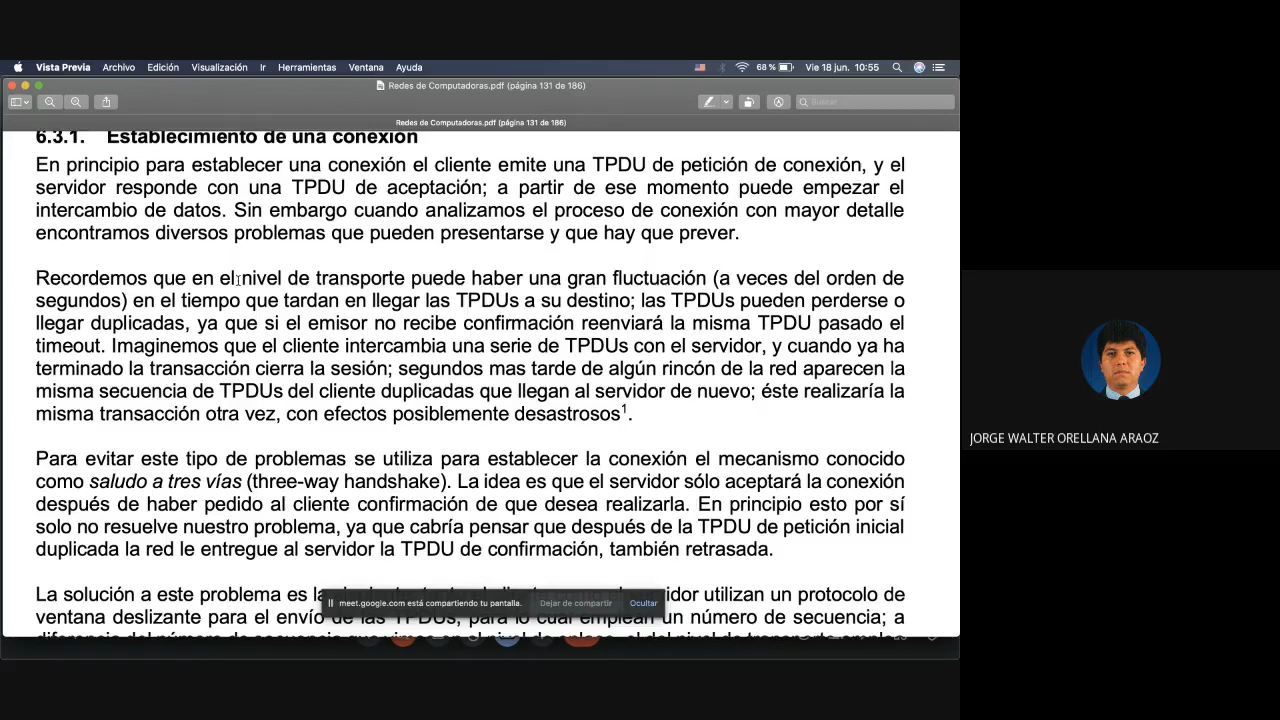 Vista Previa Archivo Edición Visualización Ir Herramientas Ventana Ayuda 68 % Vie 18 jun. 10:55
Redes de Computadoras.pdf (página 131 de 186)
Buscar
Redes de Computadoras.pdf (página 131 de 186)
6.3.1. Establecimiento de una conexión
En principio para establecer una conexión el cliente emite una TPDU de petición de conexión, y el
servidor responde con una TPDU de aceptación; a partir de ese momento puede empezar el
intercambio de datos. Sin embargo cuando analizamos el proceso de conexión con mayor detalle
encontramos diversos problemas que pueden presentarse y que hay que prever.
Recordemos que en el nivel de transporte puede haber una gran fluctuación (a veces del orden de
segundos) en el tiempo que tardan en llegar las TPDUs a su destino; las TPDUs pueden perderse o
llegar duplicadas, ya que si el emisor no recibe confirmación reenviará la misma TPDU pasado el
timeout. Imaginemos que el cliente intercambia una serie de TPDUs con el servidor, y cuando ya ha
terminado la transacción cierra la sesión; segundos mas tarde de algún rincón de la red aparecen la
misma secuencia de TPDUs del cliente duplicadas que llegan al servidor de nuevo; éste realizaría la
misma transacción otra vez, con efectos posiblemente desastrosos¹.
Para evitar este tipo de problemas se utiliza para establecer la conexión el mecanismo conocido
como saludo a tres vías (three-way handshake). La idea es que el servidor sólo aceptará la conexión
después de haber pedido al cliente confirmación de que desea realizarla. En principio esto por sí
solo no resuelve nuestro problema, ya que cabría pensar que después de la TPDU de petición inicial
duplicada la red le entregue al servidor la TPDU de confirmación, también retrasada.
La solución a este problema es la utilizan un protocolo de
meet.google.com está compartiendo tu pantalla. Dejar de compartir Ocultar
ventana deslizante para el envío de las TPDUs, para lo cual emplean un número de secuencia; a
JORGE WALTER ORELLANA ARAOZ